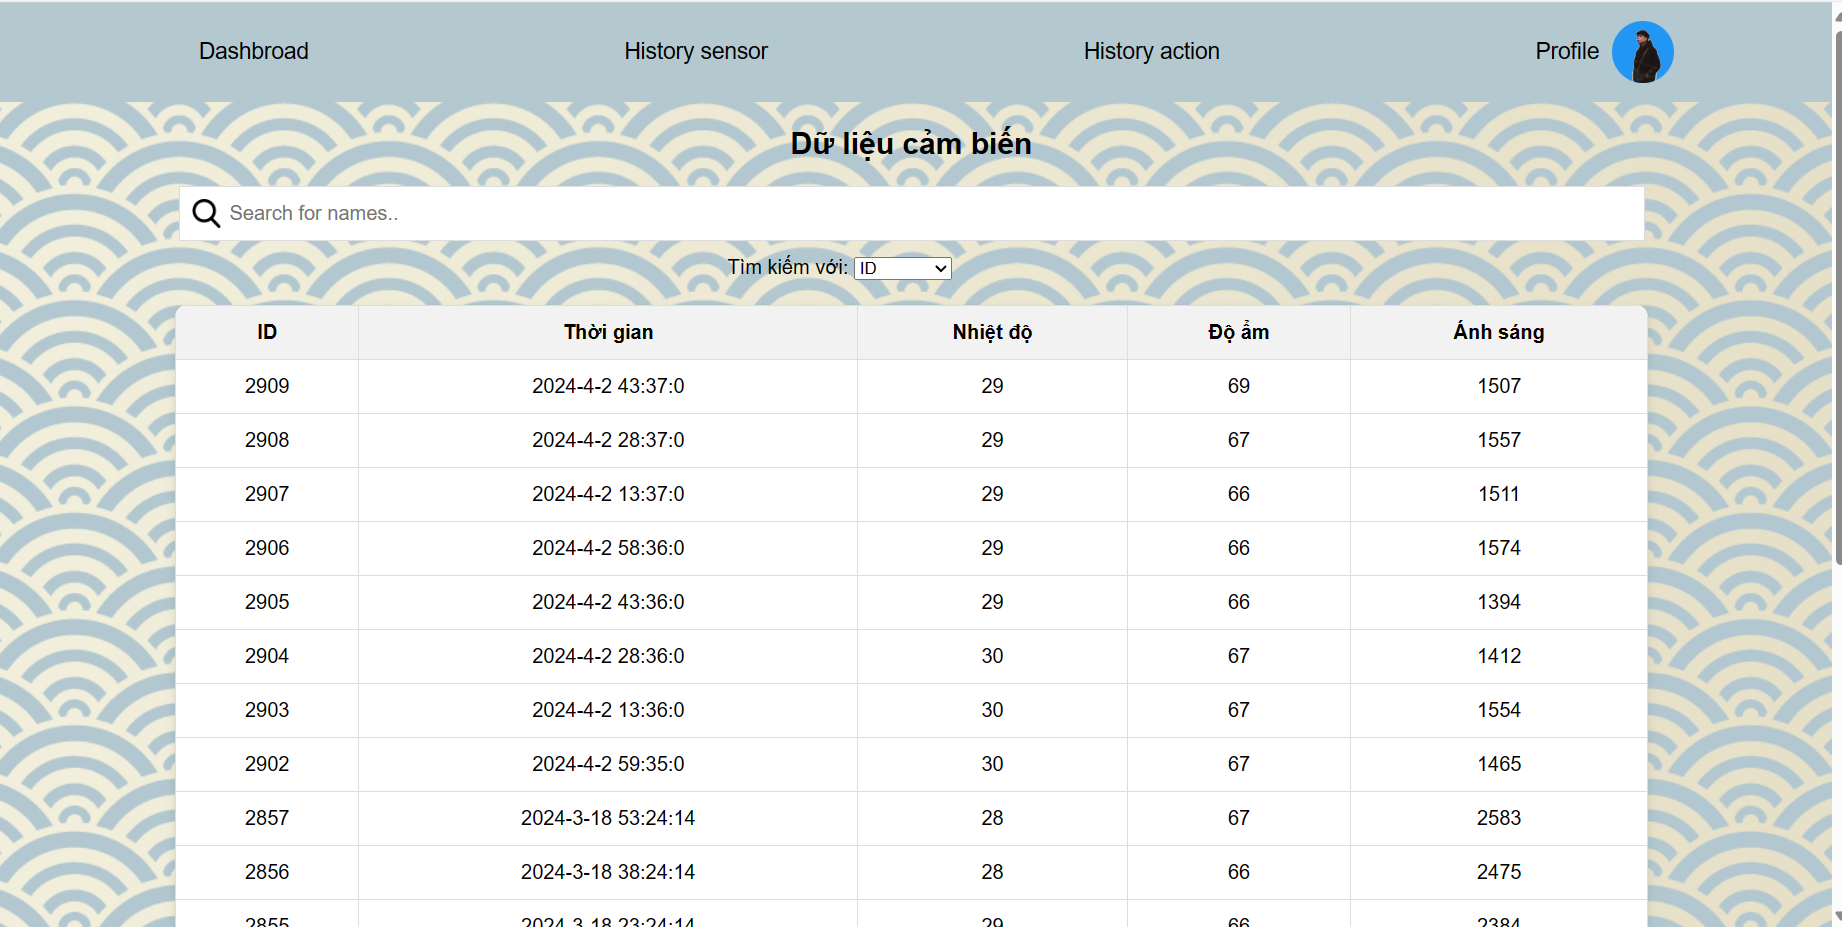 Dashbroad History sensor History action Profile
Dữ liệu cảm biến
Search for names..
Tìm kiếm với: ID
ID Thời gian Nhiệt độ Độ ẩm Ánh sáng
2909 2024-4-2 43:37:0 29 69 1507
2908 2024-4-2 28:37:0 29 67 1557
2907 2024-4-2 13:37:0 29 66 1511
2906 2024-4-2 58:36:0 29 66 1574
2905 2024-4-2 43:36:0 29 66 1394
2904 2024-4-2 28:36:0 30 67 1412
2903 2024-4-2 13:36:0 30 67 1554
2902 2024-4-2 59:35:0 30 67 1465
2857 2024-3-18 53:24:14 28 67 2583
2856 2024-3-18 38:24:14 28 66 2475
2855 2024-3-18 23:24:14 29 66 2384